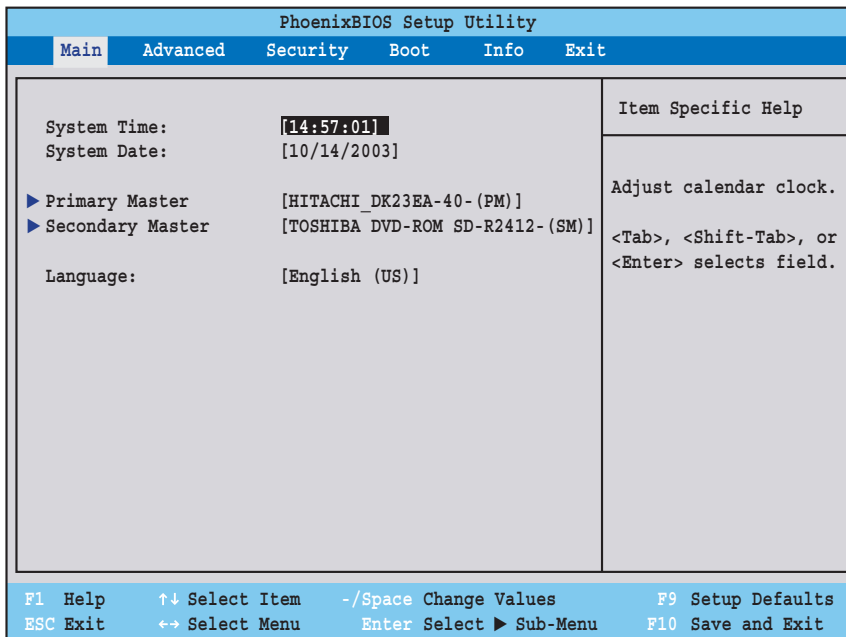 PhoenixBIOS Setup Utility
Main Advanced Security Boot Info Exit
System Time: [14:57:01]
System Date: [10/14/2003]
▶ Primary Master [HITACHI_DK23EA-40-(PM)]
▶ Secondary Master [TOSHIBA DVD-ROM SD-R2412-(SM)]
Language: [English (US)]
Item Specific Help
Adjust calendar clock.
<Tab>, <Shift-Tab>, or
<Enter> selects field.
F1 Help ↑↓ Select Item -/Space Change Values F9 Setup Defaults
ESC Exit ←→ Select Menu Enter Select ▶ Sub-Menu F10 Save and Exit